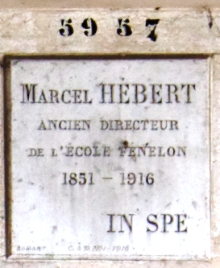 5957
MARCEL HÉBERT
ANCIEN DIRECTEUR
DE L'ÉCOLE FÉNELON
1851 - 1916
IN SPE